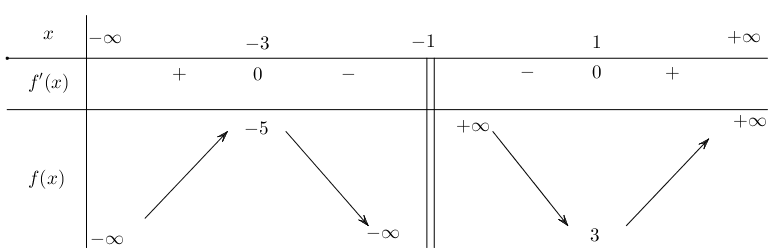 x −∞ −3 −1 1 +∞
f′(x) + 0 − − 0 +
−5 +∞ +∞
f(x)
−∞ −∞ 3